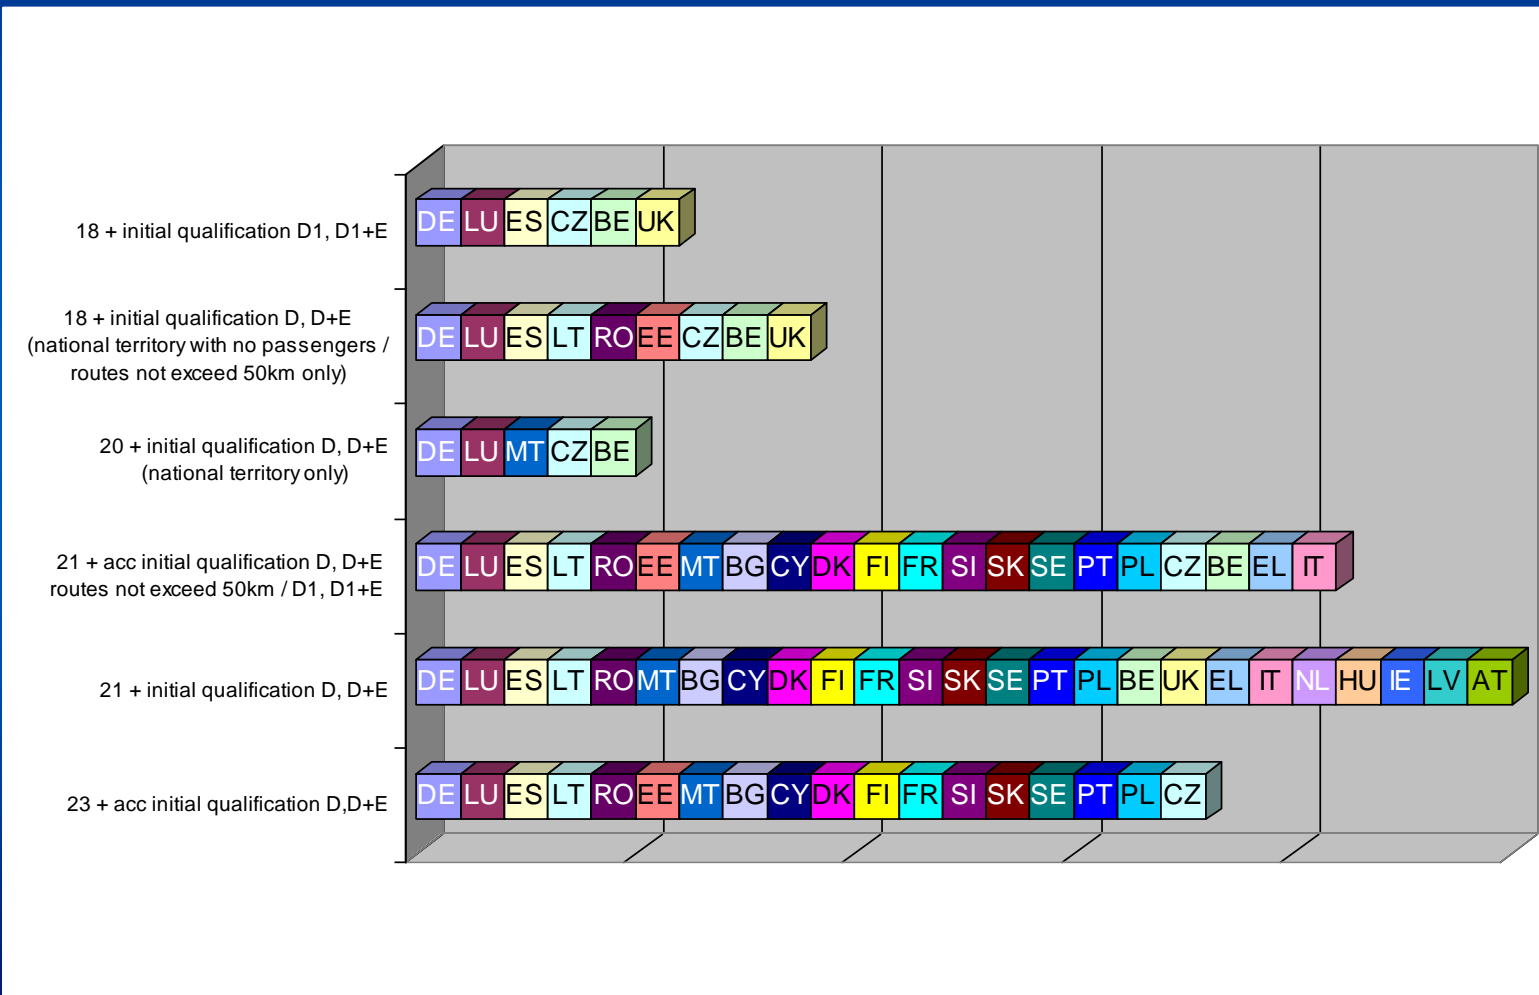 18 + initial qualification D1, D1+E
DE LU ES CZ BE UK
18 + initial qualification D, D+E
(national territory with no passengers /
routes not exceed 50km only)
DE LU ES LT RO EE CZ BE UK
20 + initial qualification D, D+E
(national territory only)
DE LU MT CZ BE
21 + acc initial qualification D, D+E
routes not exceed 50km / D1, D1+E
DE LU ES LT RO EE MT BG CY DK FI FR SI SK SE PT PL CZ BE EL IT
21 + initial qualification D, D+E
DE LU ES LT RO MT BG CY DK FI FR SI SK SE PT PL BE UK EL IT NL HU IE LV AT
23 + acc initial qualification D,D+E
DE LU ES LT RO EE MT BG CY DK FI FR SI SK SE PT PL CZ